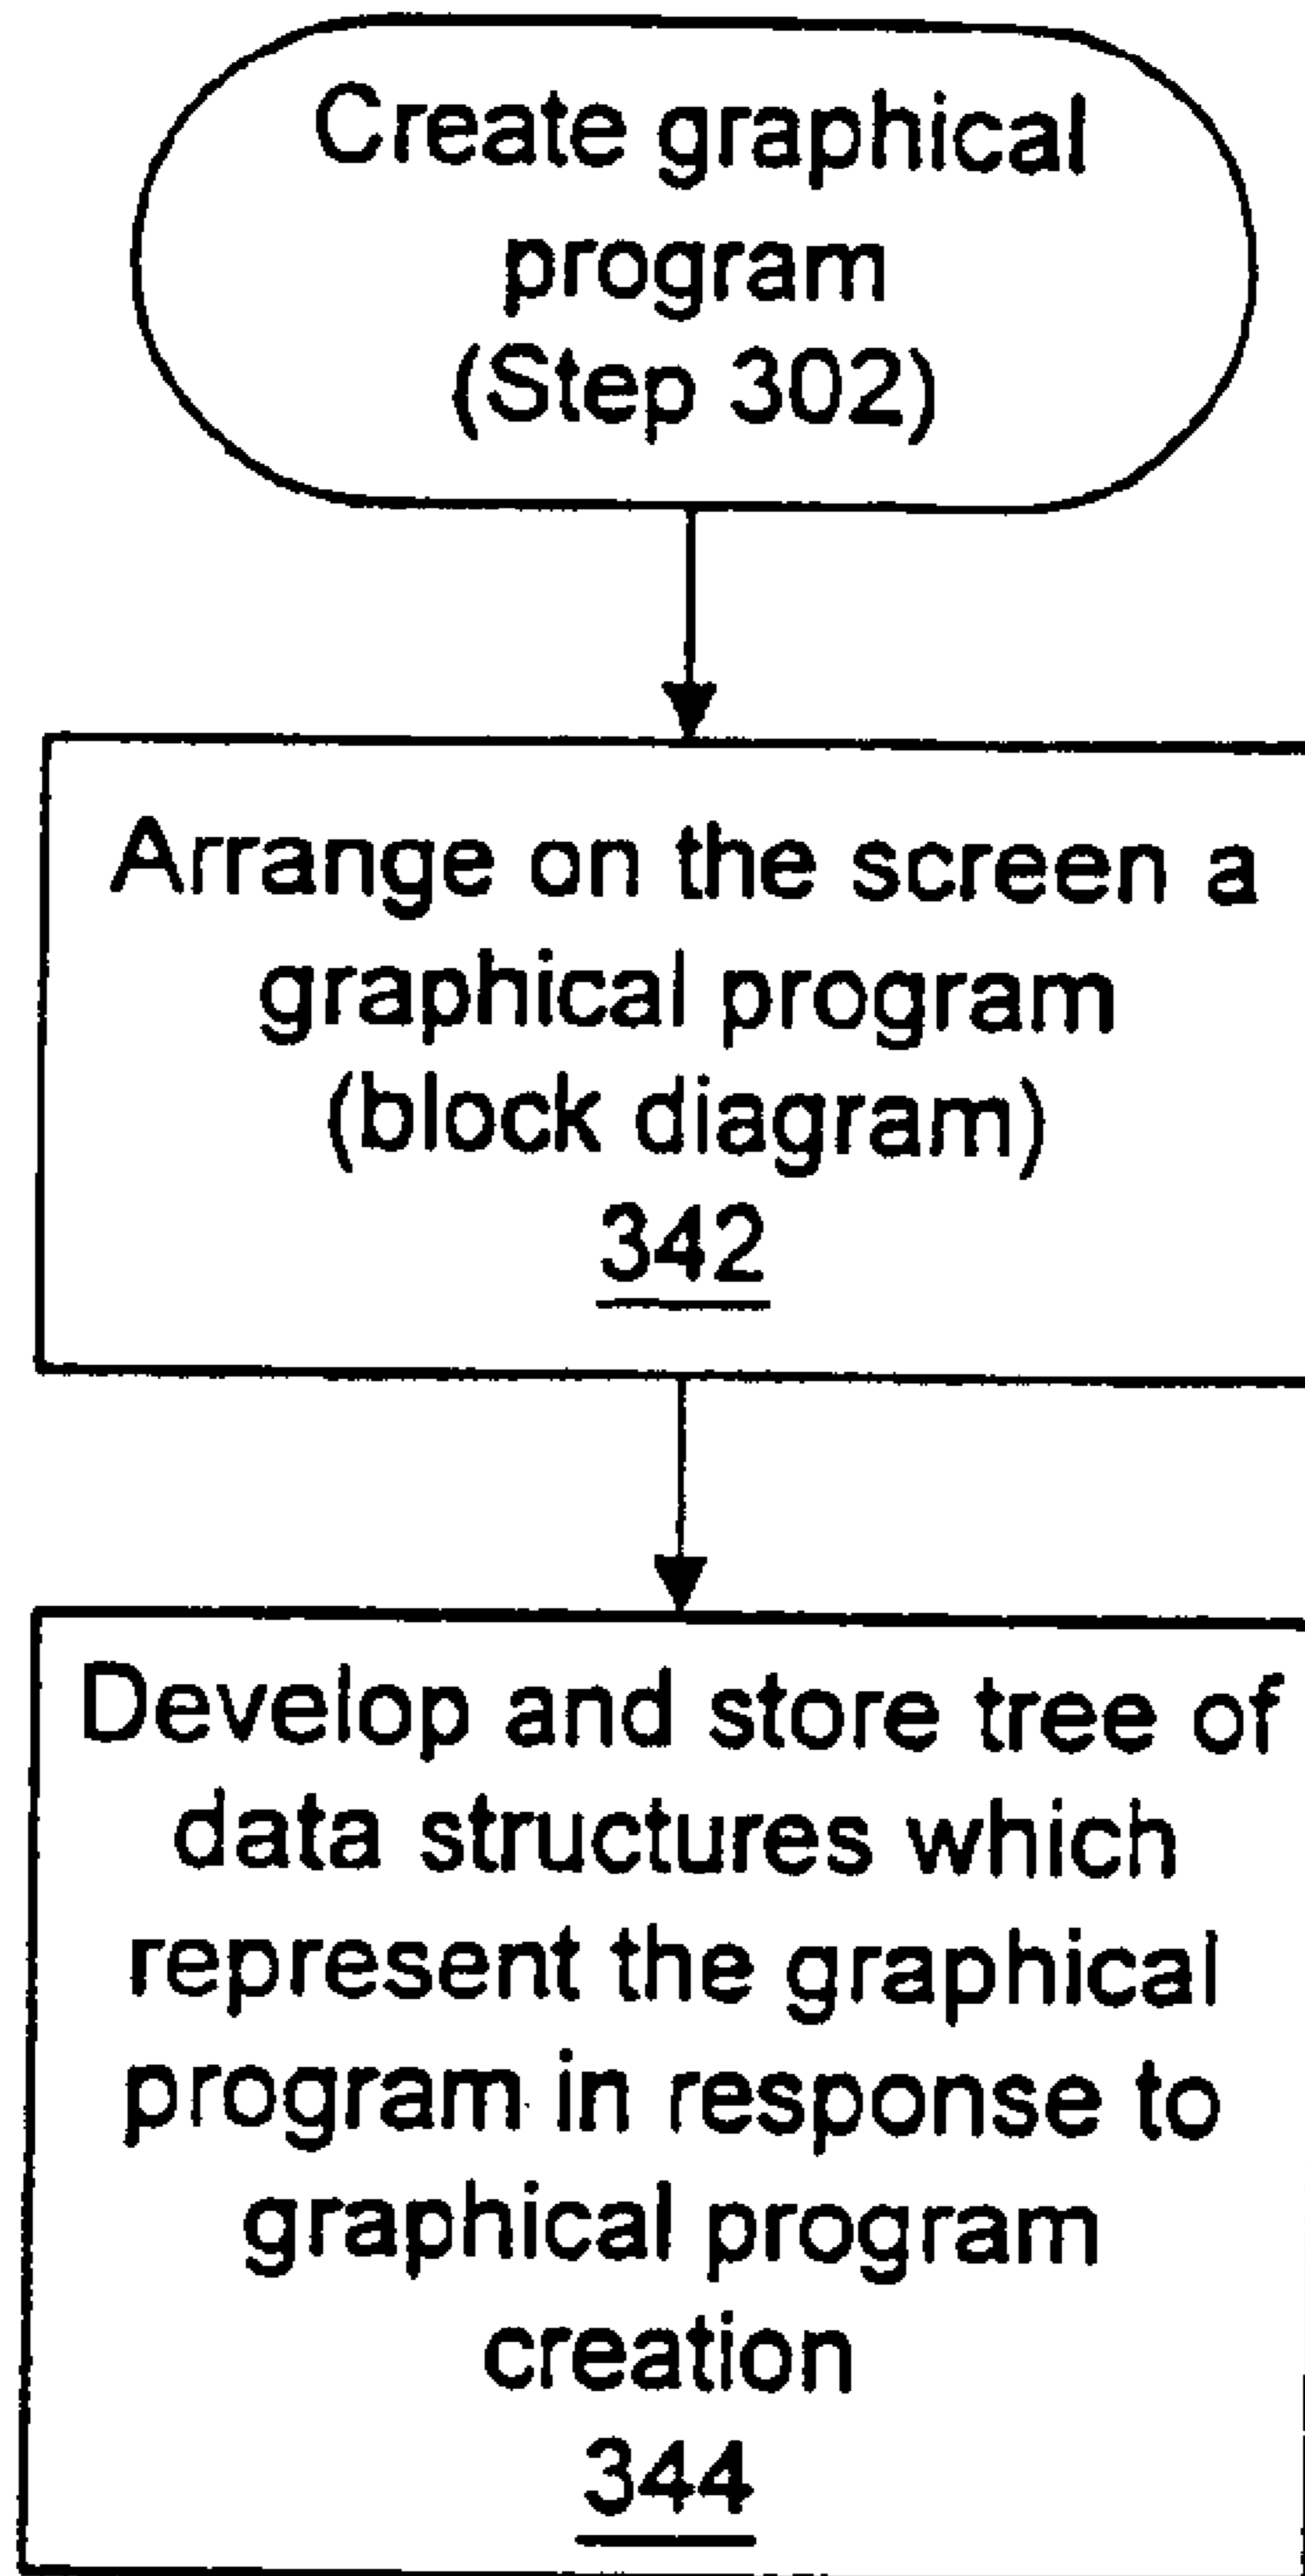 Create graphical
program
(Step 302)
Arrange on the screen a
graphical program
(block diagram)
342
Develop and store tree of
data structures which
represent the graphical
program in response to
graphical program
creation
344